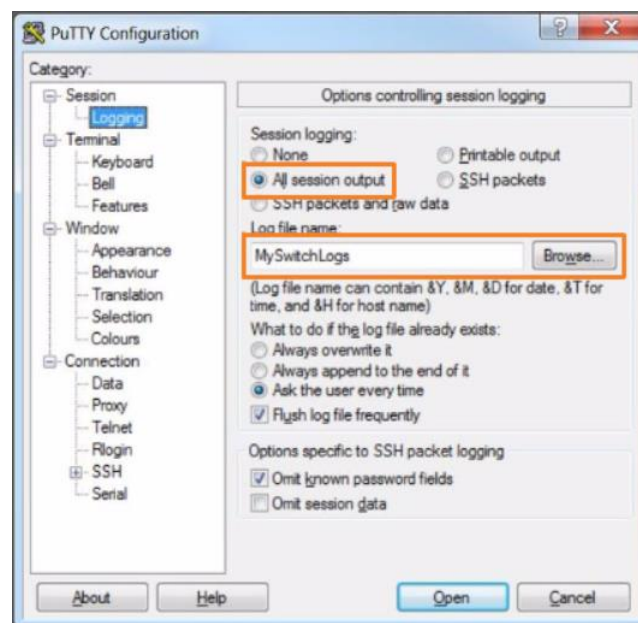 PuTTY Configuration
Category:
Session
Logging
Terminal
Keyboard
Bell
Features
Window
Appearance
Behaviour
Translation
Selection
Colours
Connection
Data
Proxy
Telnet
Rlogin
SSH
Serial
Options controlling session logging
Session logging:
None
Printable output
All session output
SSH packets
SSH packets and raw data
Log file name:
MySwitchLogs
Browse...
(Log file name can contain &Y, &M, &D for date, &T for
time, and &H for host name)
What to do if the log file already exists:
Always overwrite it
Always append to the end of it
Ask the user every time
Flush log file frequently
Options specific to SSH packet logging
Omit known password fields
Omit session data
About
Help
Open
Cancel